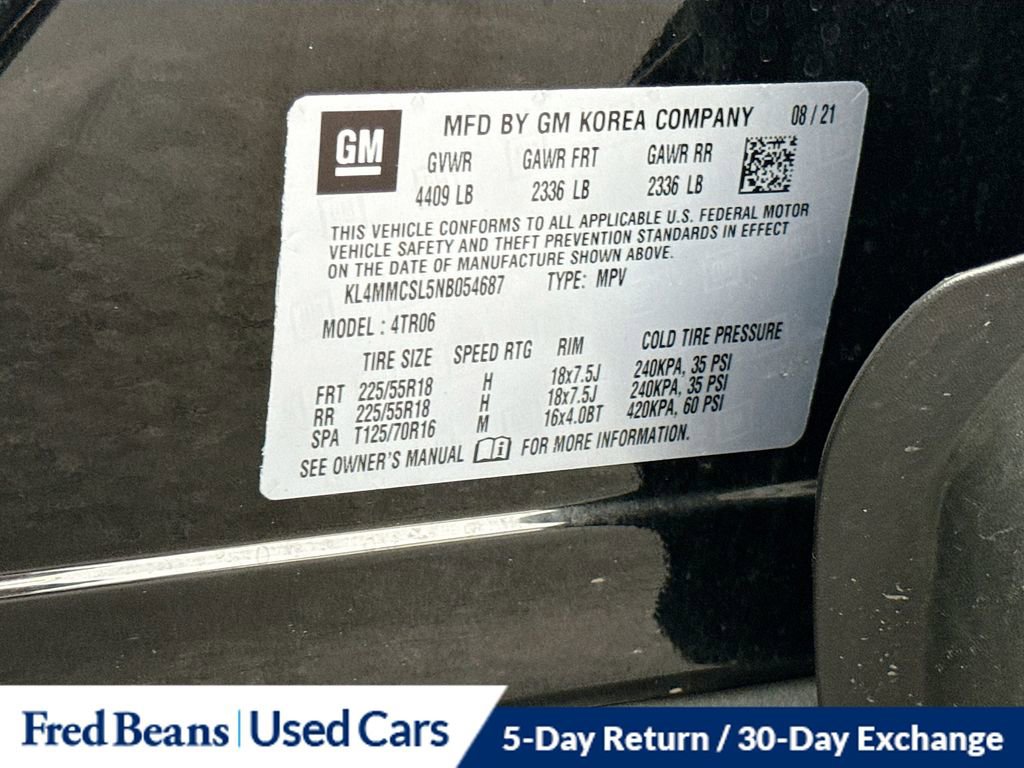 GM
MFD BY GM KOREA COMPANY 08 / 21
GVWR GAWR FRT GAWR RR
4409 LB 2336 LB 2336 LB
THIS VEHICLE CONFORMS TO ALL APPLICABLE U.S. FEDERAL MOTOR
VEHICLE SAFETY AND THEFT PREVENTION STANDARDS IN EFFECT
ON THE DATE OF MANUFACTURE SHOWN ABOVE.
KL4MMCSL5NB054687 TYPE: MPV
MODEL : 4TR06
TIRE SIZE SPEED RTG RIM COLD TIRE PRESSURE
FRT 225/55R18 H 18x7.5J 240KPA, 35 PSI
RR 225/55R18 H 18x7.5J 240KPA, 35 PSI
SPA T125/70R16 M 16x4.0BT 420KPA, 60 PSI
SEE OWNER'S MANUAL FOR MORE INFORMATION.
Fred Beans | Used Cars
5-Day Return / 30-Day Exchange